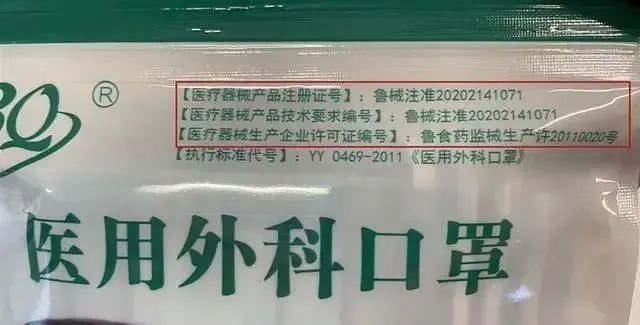 BQ ®
【医疗器械产品注册证号】：鲁械注准20202141071
【医疗器械产品技术要求编号】：鲁械注准20202141071
【医疗器械生产企业许可证编号】：鲁食药监械生产许20110020号
【执行标准代号】：YY 0469-2011《医用外科口罩》
医用外科口罩